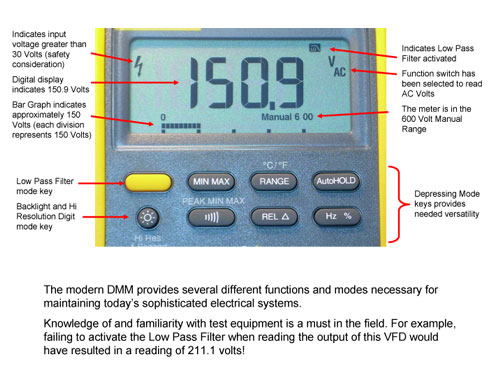 Indicates input
voltage greater than
30 Volts (safety
consideration)
Digital display
indicates 150.9 Volts
Bar Graph indicates
approximately 150
Volts (each division
represents 150 Volts)
Low Pass Filter
mode key
Backlight and Hi
Resolution Digit
mode key
150.9
V
AC
0
Manual 6 00
°C/°F
MIN MAX
RANGE
AutoHOLD
PEAK MIN MAX
REL Δ
Hz %
Hi Res
Indicates Low Pass
Filter activated
Function switch has
been selected to read
AC Volts
The meter is in the
600 Volt Manual
Range
Depressing Mode
keys provides
needed versatility
The modern DMM provides several different functions and modes necessary for
maintaining today's sophisticated electrical systems.
Knowledge of and familiarity with test equipment is a must in the field. For example,
failing to activate the Low Pass Filter when reading the output of this VFD would
have resulted in a reading of 211.1 volts!